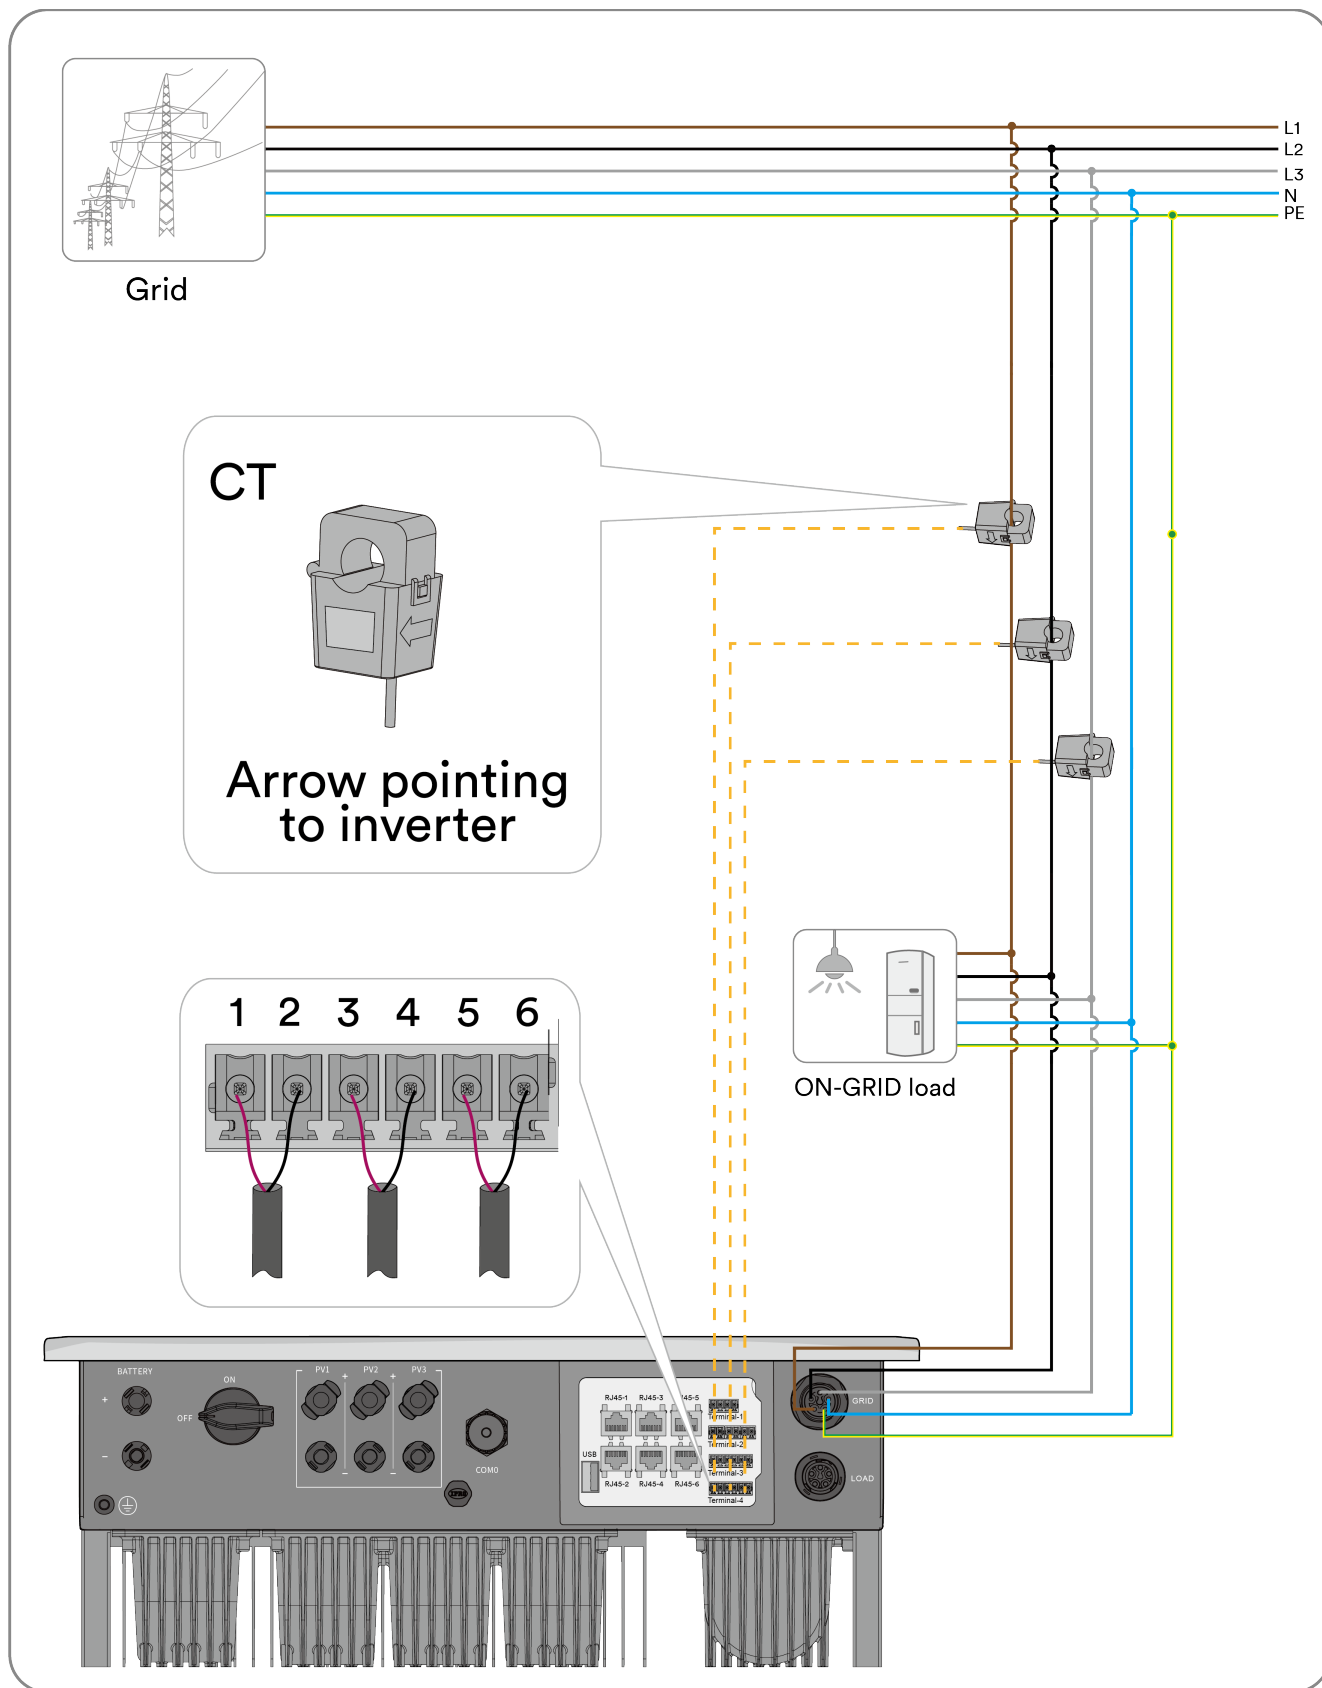 L1
L2
L3
N
PE
Grid
CT
Arrow pointing
to inverter
1 2 3 4 5 6
ON-GRID load
BATTERY
+
−
OFF
ON
PV1 PV2 PV3
+ +
− −
COM0
RJ45-1 RJ45-3 RJ45-5
USB
RJ45-2 RJ45-4 RJ45-6
Terminal-1
Terminal-2
Terminal-3
Terminal-4
GRID
LOAD